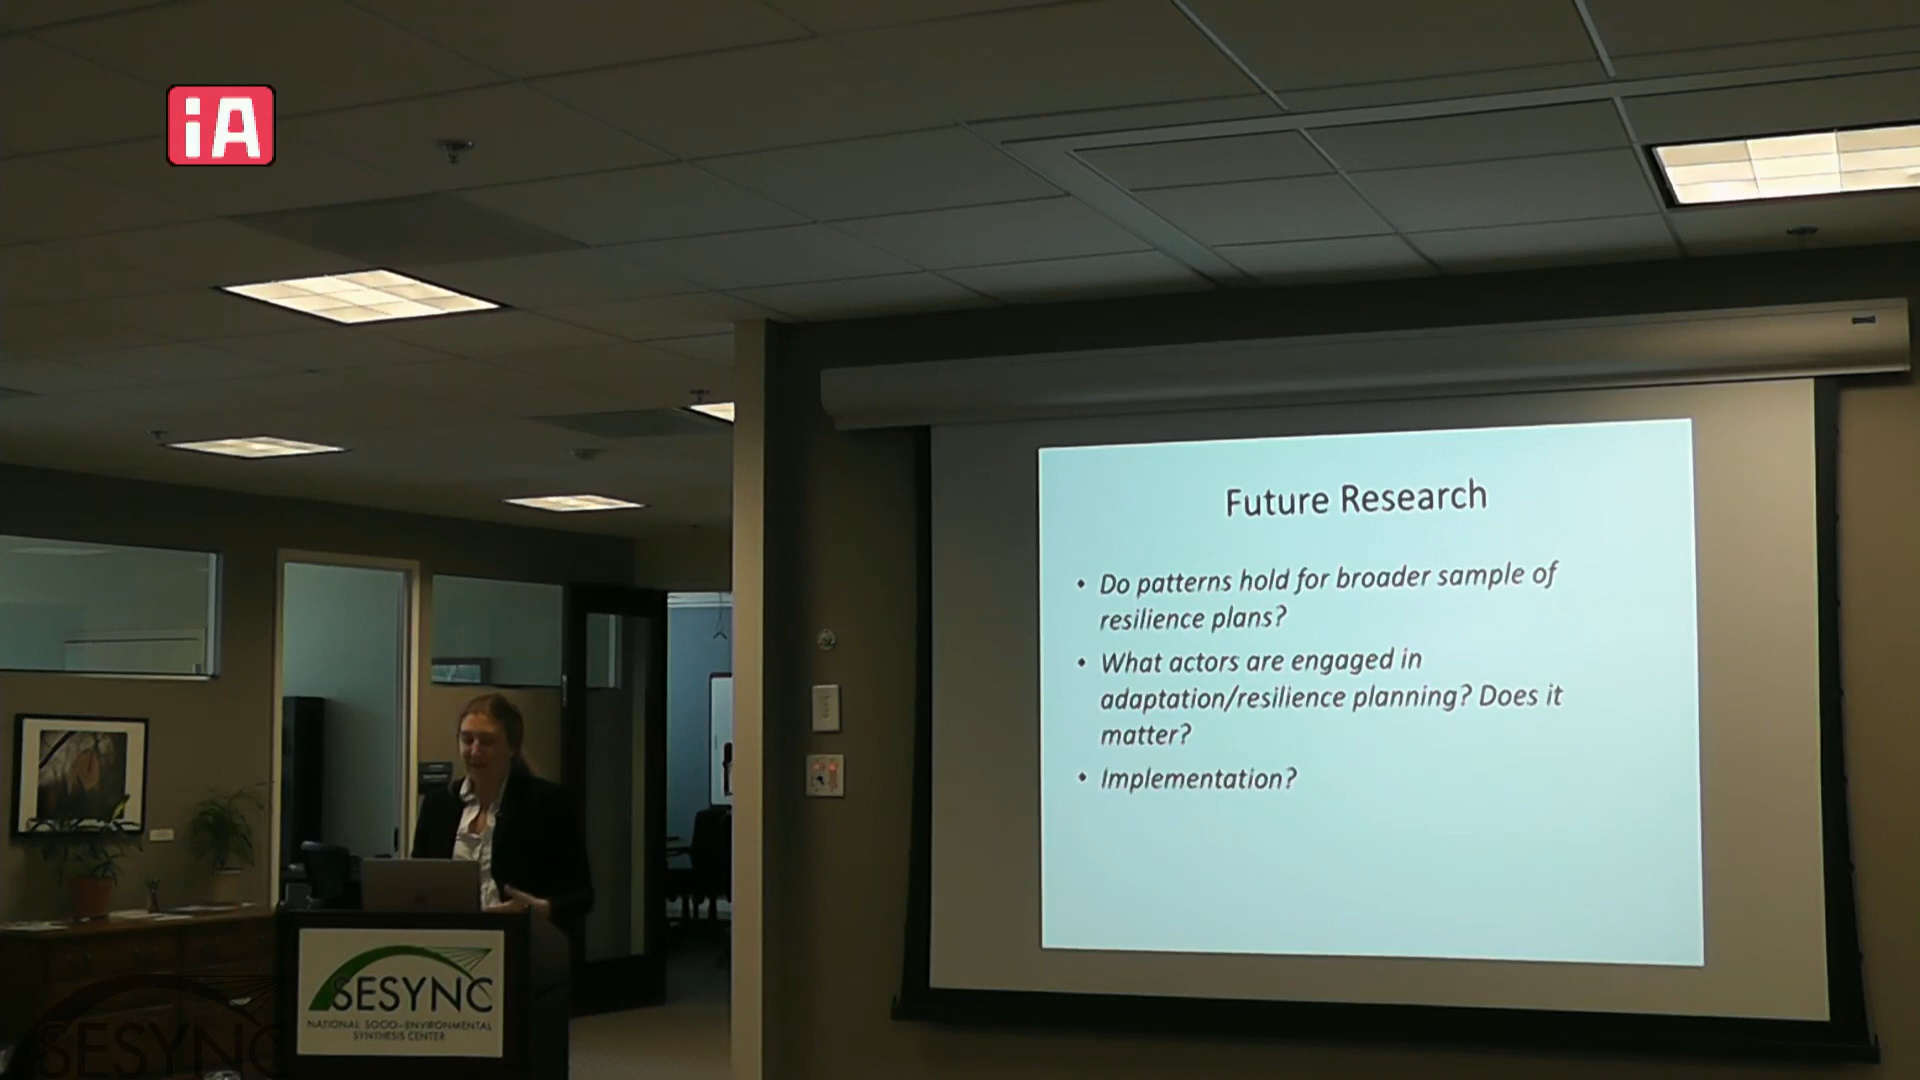 iA
Future Research
• Do patterns hold for broader sample of
resilience plans?
• What actors are engaged in
adaptation/resilience planning? Does it
matter?
• Implementation?
SESYNC
NATIONAL SOCIO-ENVIRONMENTAL
SYNTHESIS CENTER
SESYNC